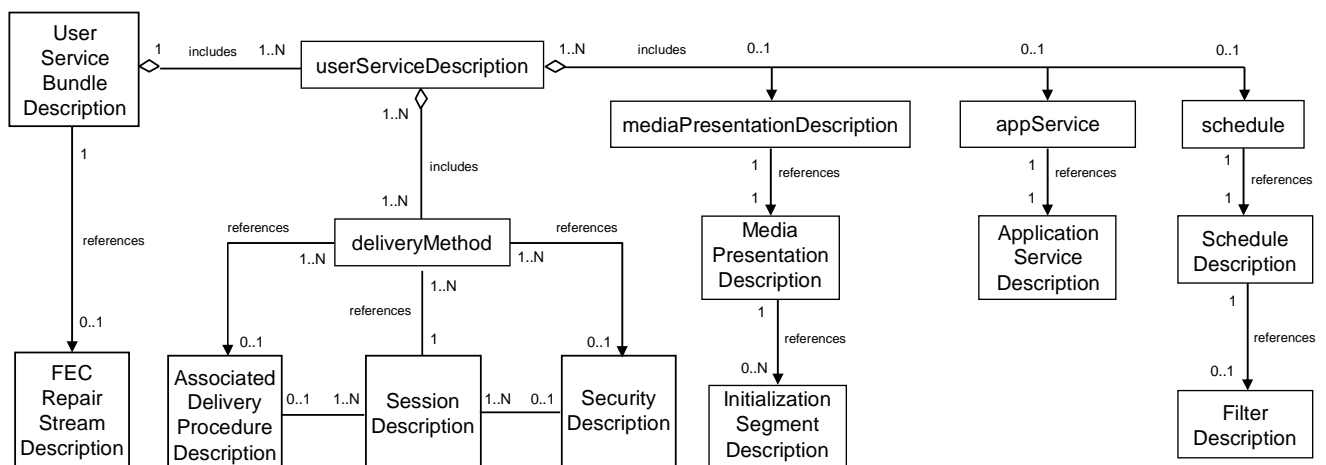 User
Service
Bundle
Description
1
includes
1..N
userServiceDescription
1..N
includes
0..1
0..1
0..1
1..N
mediaPresentationDescription
appService
schedule
1
includes
1
references
1
1
references
1
1
references
1
1..N
references
references
deliveryMethod
references
1..N
1..N
1..N
Media
Presentation
Description
Application
Service
Description
Schedule
Description
references
1
references
1
references
0..1
0..1
1
0..1
0..N
0..1
FEC
Repair
Stream
Description
Associated
Delivery
Procedure
Description
0..1
1..N
Session
Description
1..N
0..1
Security
Description
Initialization
Segment
Description
Filter
Description